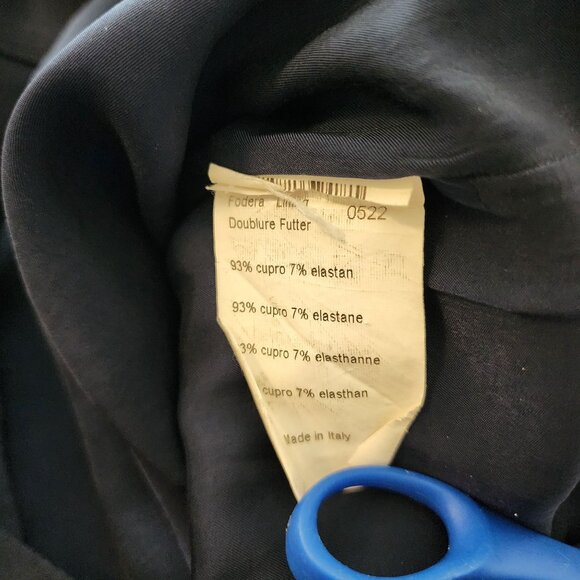 Fodera Lining 0522
Doublure Futter
93% cupro 7% elastan
93% cupro 7% elastane
3% cupro 7% elasthanne
cupro 7% elasthan
Made in Italy